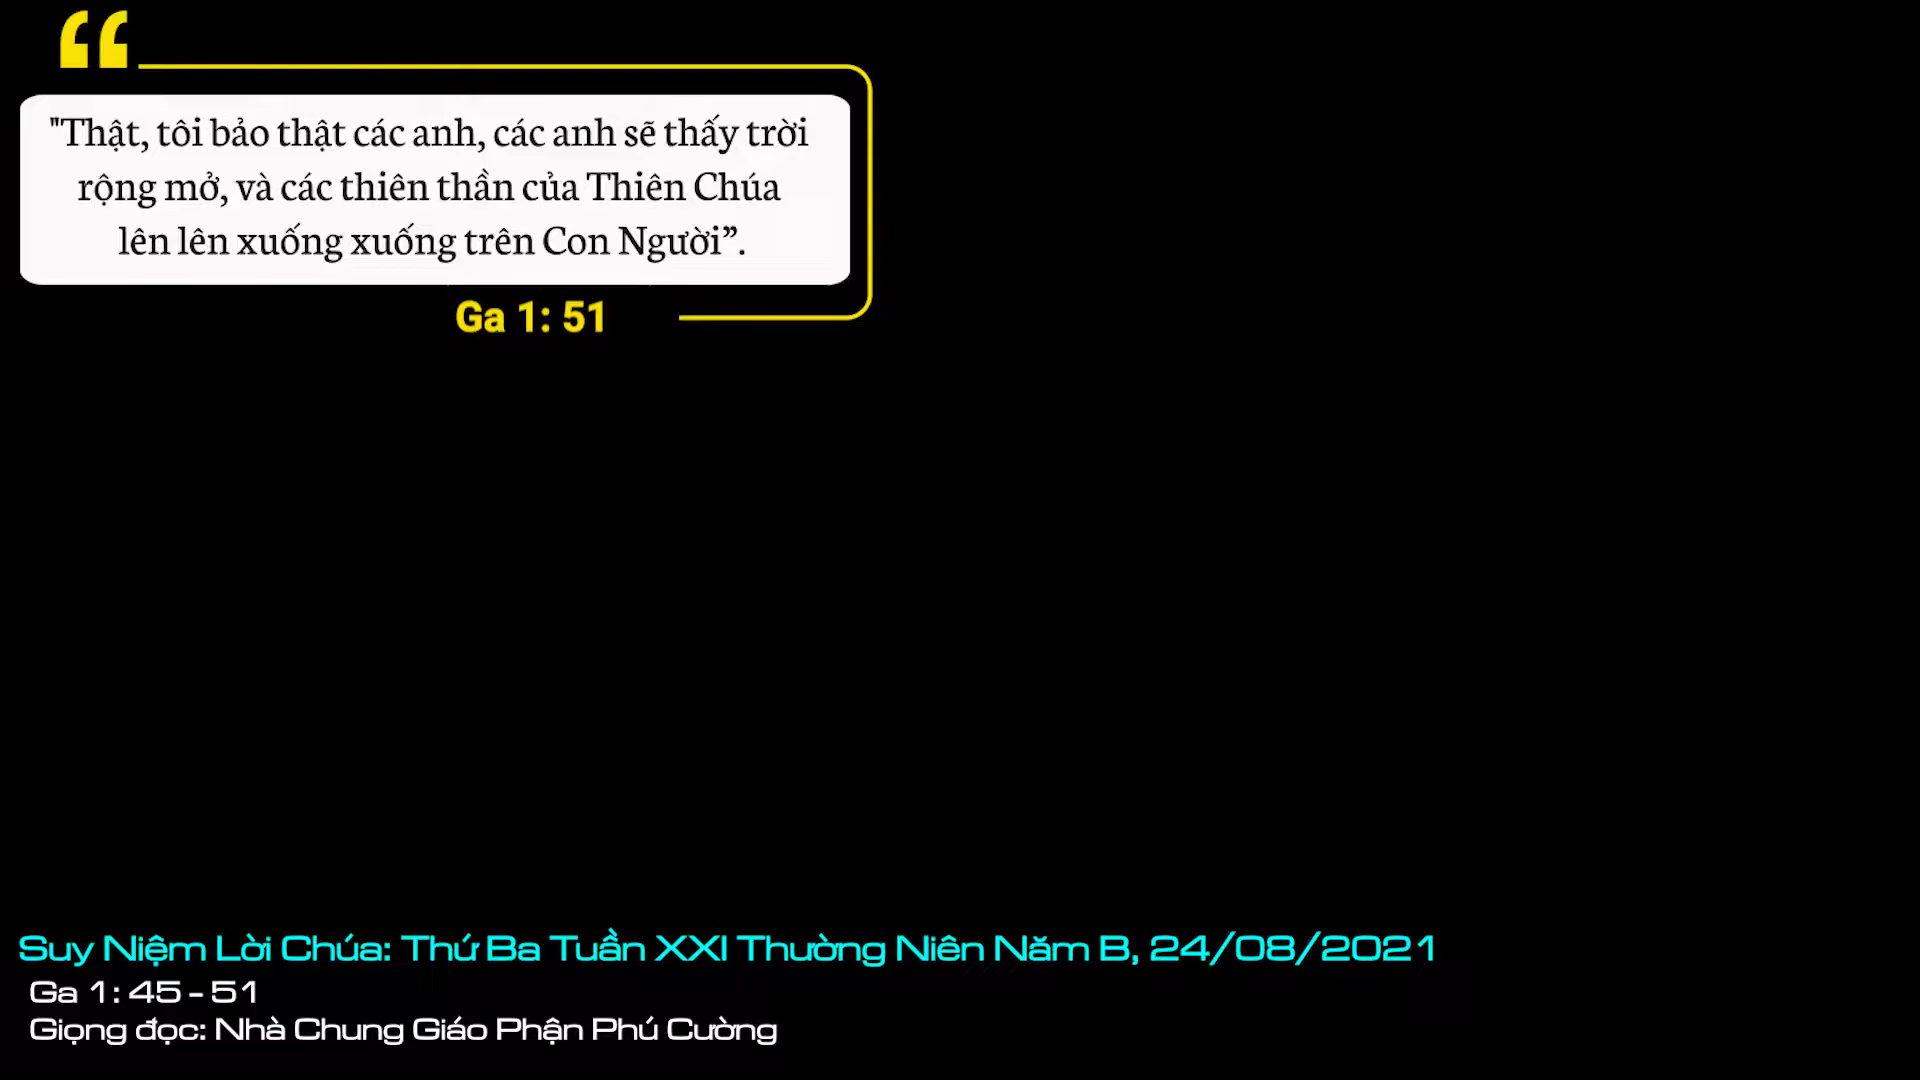 "Thật, tôi bảo thật các anh, các anh sẽ thấy trời
rộng mở, và các thiên thần của Thiên Chúa
lên lên xuống xuống trên Con Người”.
Ga 1: 51
Suy Niệm Lời Chúa: Thứ Ba Tuần XXI Thường Niên Năm B, 24/08/2021
Ga 1: 45 - 51
Giọng đọc: Nhà Chung Giáo Phận Phú Cường